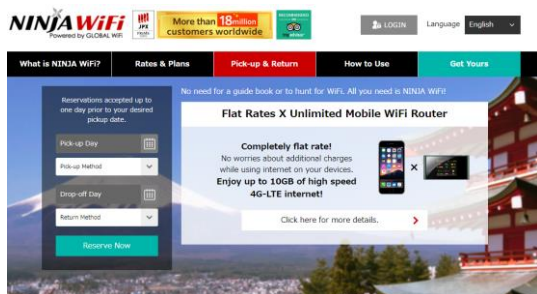 NINJAWiFi
Powered by GLOBAL WiFi
JPX
More than 18 million
customers worldwide
RECOMMENDED
tripadvisor
LOGIN
Language
English
What is NINJA WiFi?
Rates & Plans
Pick-up & Return
How to Use
Get Yours
No need for a guide book or to hunt for WiFi. All you need is NINJA WiFi!
Reservations accepted up to
one day prior to your desired
pickup date.
Pick-up Day
Pick-up Method
Drop-off Day
Return Method
Reserve Now
Flat Rates X Unlimited Mobile WiFi Router
Completely flat rate!
No worries about additional charges
while using internet on your devices.
Enjoy up to 10GB of high speed
4G-LTE internet!
×
Click here for more details.